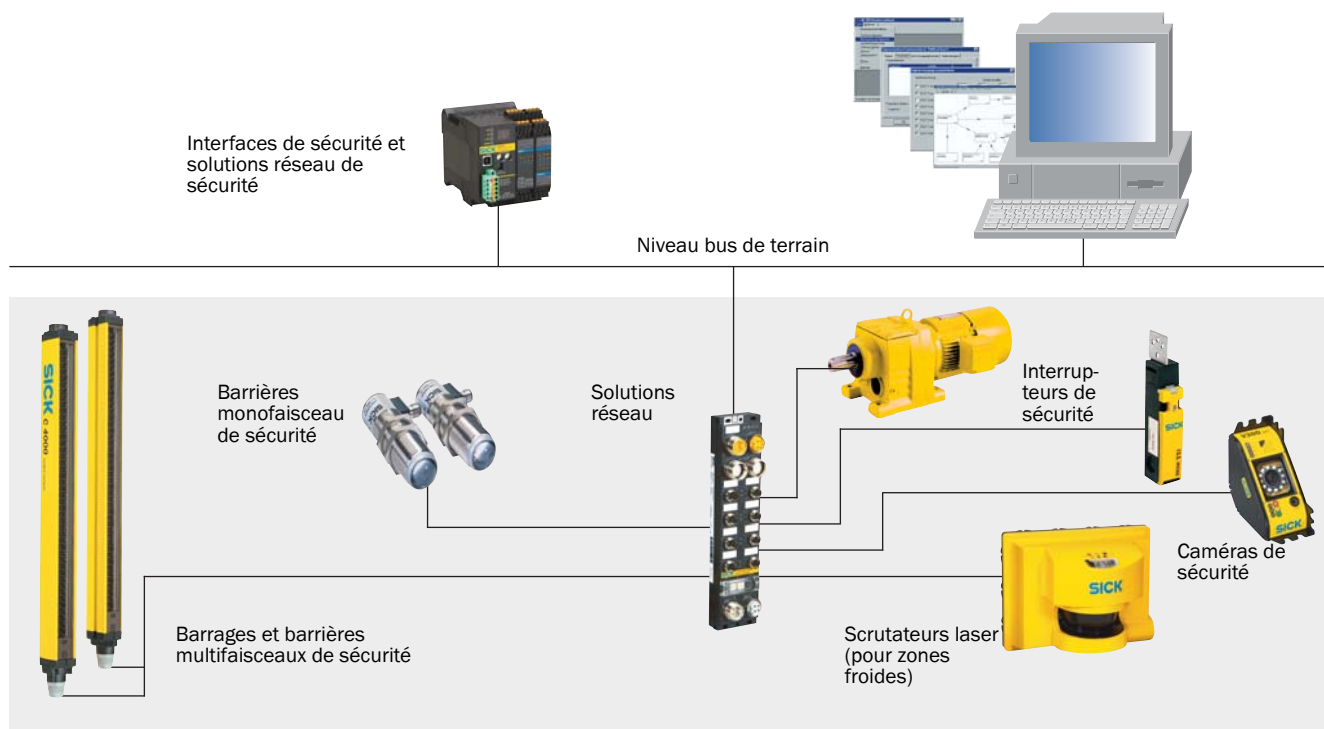 Interfaces de sécurité et
solutions réseau de
sécurité
Niveau bus de terrain
Barrières
monofaisceau
de sécurité
Solutions
réseau
Interrup-
teurs de
sécurité
Caméras de
sécurité
Barrages et barrières
multifaisceaux de sécurité
Scrutateurs laser
(pour zones
froides)
SICK
C 4000
SICK
SICK
SICK
SICK